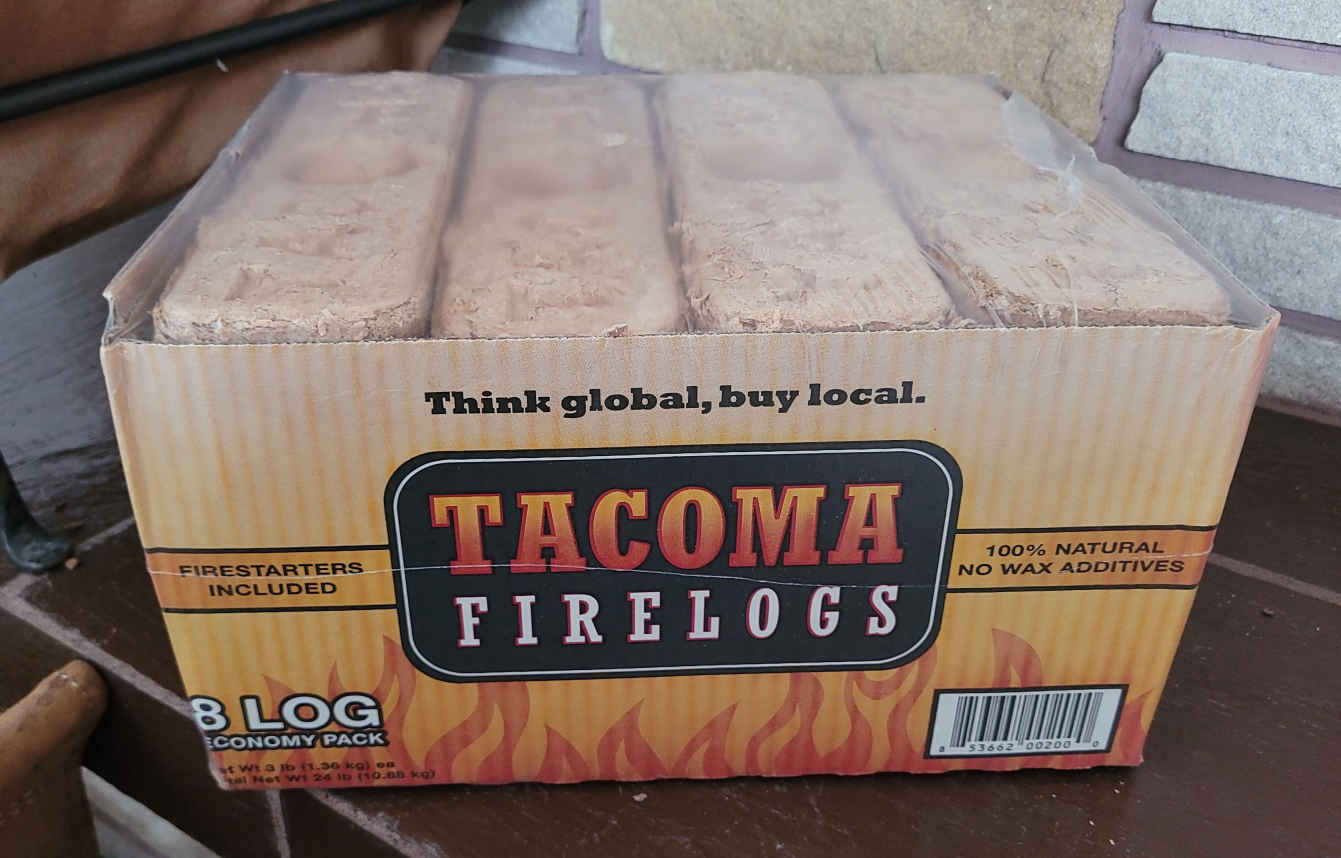 Think global, buy local.
TACOMA
FIRELOGS
FIRESTARTERS
INCLUDED
100% NATURAL
NO WAX ADDITIVES
8 LOG
ECONOMY PACK
Wt 3 lb (1.36 kg) ea
Net Wt 24 lb (10.88 kg)
8 53662 00200 0